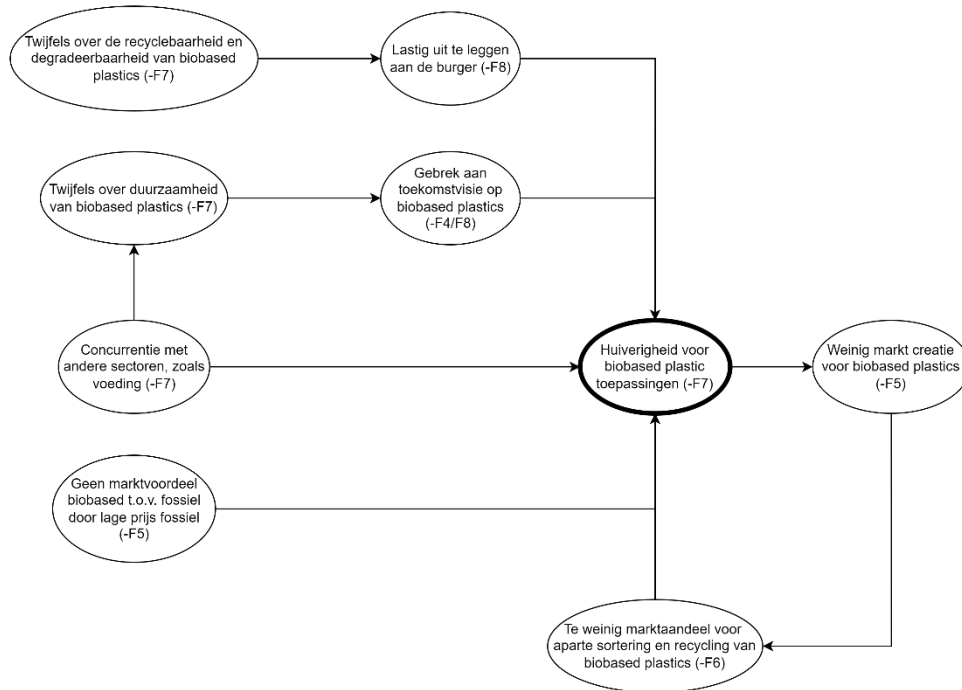 Twijfels over de recyclebaarheid en
degradeerbaarheid van biobased
plastics (-F7)
Lastig uit te leggen
aan de burger (-F8)
Twijfels over duurzaamheid
van biobased plastics (-F7)
Gebrek aan
toekomstvisie op
biobased plastics
(-F4/F8)
Concurrentie met
andere sectoren, zoals
voeding (-F7)
Huiverigheid voor
biobased plastic
toepassingen (-F7)
Weinig markt creatie
voor biobased plastics
(-F5)
Geen marktvoordeel
biobased t.o.v. fossiel
door lage prijs fossiel
(-F5)
Te weinig marktaandeel voor
aparte sortering en recycling van
biobased plastics (-F6)